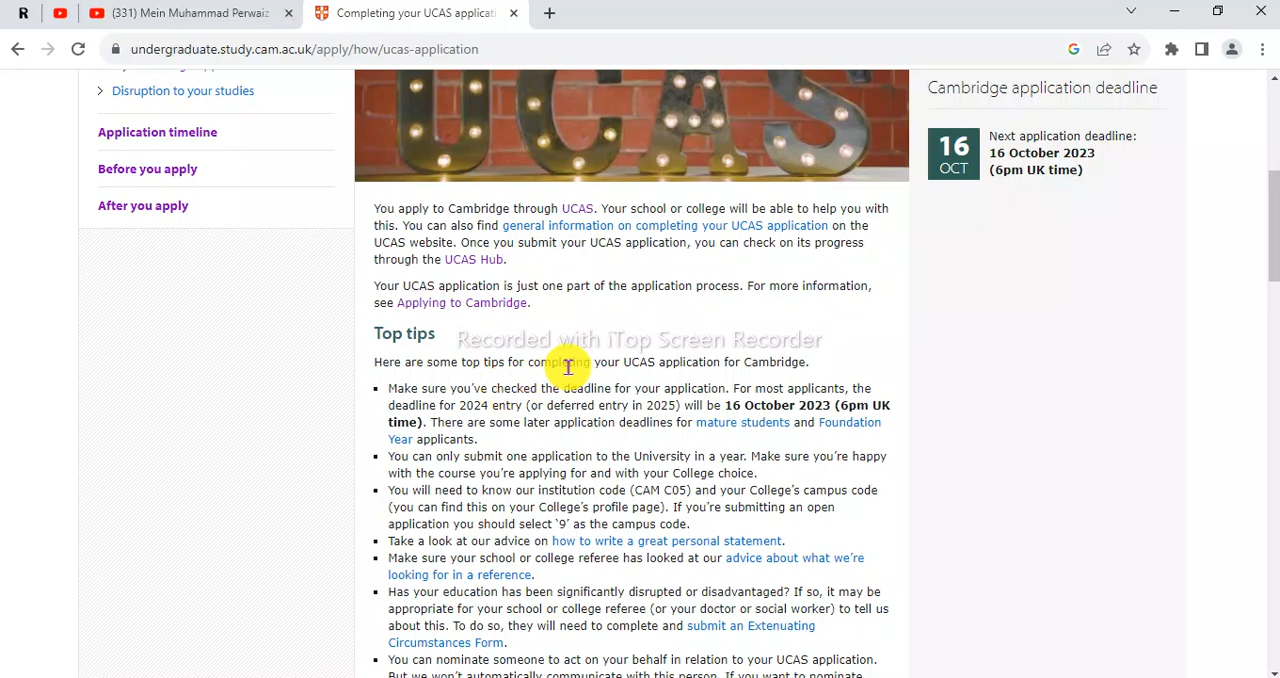 R
(331) Mein Muhammad Perwaiz
Completing your UCAS applicati
undergraduate.study.cam.ac.uk/apply/how/ucas-application
Disruption to your studies
Application timeline
Before you apply
After you apply
UCAS
Cambridge application deadline
16
OCT
Next application deadline:
16 October 2023
(6pm UK time)
You apply to Cambridge through UCAS. Your school or college will be able to help you with
this. You can also find general information on completing your UCAS application on the
UCAS website. Once you submit your UCAS application, you can check on its progress
through the UCAS Hub.
Your UCAS application is just one part of the application process. For more information,
see Applying to Cambridge.
Top tips
Recorded with iTop Screen Recorder
Here are some top tips for completing your UCAS application for Cambridge.
Make sure you've checked the deadline for your application. For most applicants, the
deadline for 2024 entry (or deferred entry in 2025) will be 16 October 2023 (6pm UK
time). There are some later application deadlines for mature students and Foundation
Year applicants.
You can only submit one application to the University in a year. Make sure you're happy
with the course you're applying for and with your College choice.
You will need to know our institution code (CAM C05) and your College's campus code
(you can find this on your College's profile page). If you're submitting an open
application you should select '9' as the campus code.
Take a look at our advice on how to write a great personal statement.
Make sure your school or college referee has looked at our advice about what we're
looking for in a reference.
Has your education has been significantly disrupted or disadvantaged? If so, it may be
appropriate for your school or college referee (or your doctor or social worker) to tell us
about this. To do so, they will need to complete and submit an Extenuating
Circumstances Form.
You can nominate someone to act on your behalf in relation to your UCAS application.
But we won't automatically communicate with this person. If you want to nominate